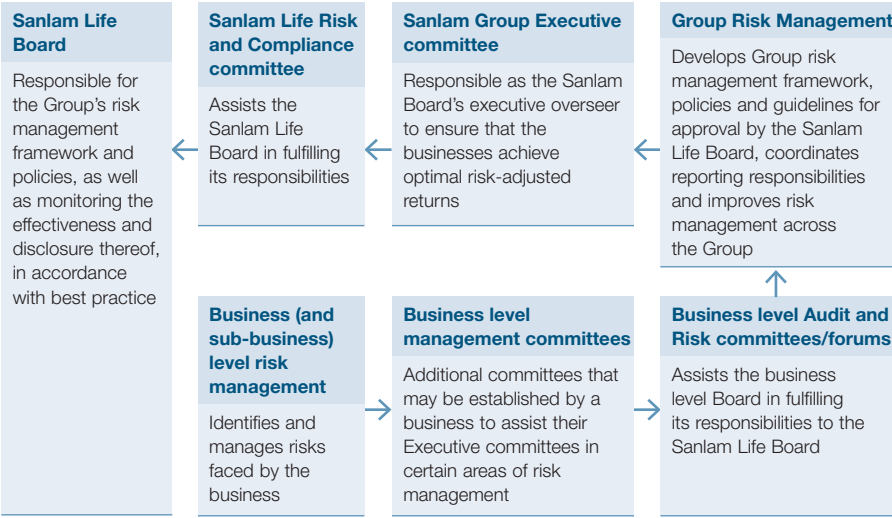 Sanlam Life
Board
Responsible for
the Group's risk
management
framework and
policies, as well
as monitoring the
effectiveness and
disclosure thereof,
in accordance
with best practice
Sanlam Life Risk
and Compliance
committee
Assists the
Sanlam Life
Board in fulfilling
its responsibilities
Sanlam Group Executive
committee
Responsible as the Sanlam
Board's executive overseer
to ensure that the
businesses achieve
optimal risk-adjusted
returns
Group Risk Management
Develops Group risk
management framework,
policies and guidelines for
approval by the Sanlam
Life Board, coordinates
reporting responsibilities
and improves risk
management across
the Group
Business (and
sub-business)
level risk
management
Identifies and
manages risks
faced by the
business
Business level
management committees
Additional committees that
may be established by a
business to assist their
Executive committees in
certain areas of risk
management
Business level Audit and
Risk committees/forums
Assists the business
level Board in fulfilling
its responsibilities to the
Sanlam Life Board